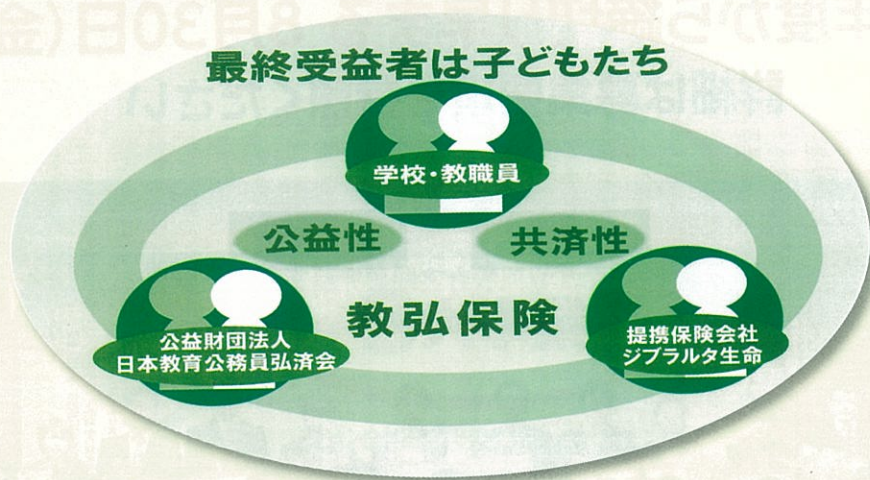 最終受益者は子どもたち
学校・教職員
公益性
共済性
教弘保険
公益財団法人
日本教育公務員弘済会
提携保険会社
ジブラルタ生命